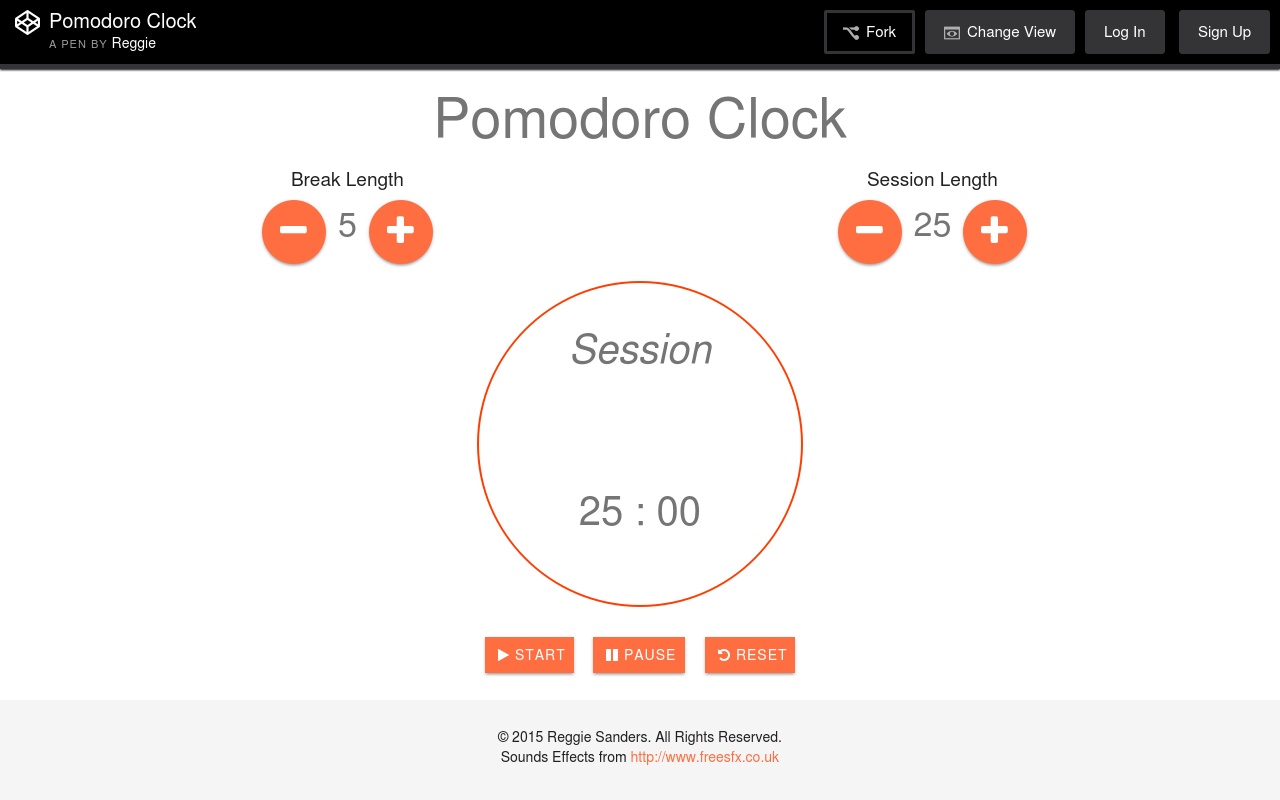 Pomodoro Clock
A PEN BY Reggie
Fork
Change View
Log In
Sign Up
Pomodoro Clock
Break Length
5
Session Length
25
Session
25 : 00
START
PAUSE
RESET
© 2015 Reggie Sanders. All Rights Reserved.
Sounds Effects from http://www.freesfx.co.uk